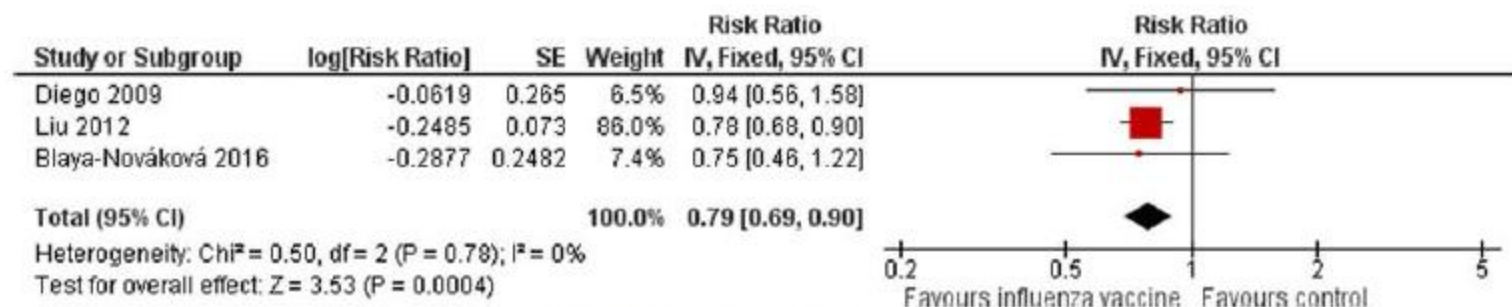 Risk Ratio Risk Ratio
Study or Subgroup log[Risk Ratio] SE Weight IV, Fixed, 95% CI IV, Fixed, 95% CI
Diego 2009 -0.0619 0.265 6.5% 0.94 [0.56, 1.58]
Liu 2012 -0.2485 0.073 86.0% 0.78 [0.68, 0.90]
Blaya-Nováková 2016 -0.2877 0.2482 7.4% 0.75 [0.46, 1.22]
Total (95% CI) 100.0% 0.79 [0.69, 0.90]
Heterogeneity: Chi² = 0.50, df = 2 (P = 0.78); I² = 0%
Test for overall effect: Z = 3.53 (P = 0.0004)
0.2 0.5 1 2 5
Favours influenza vaccine Favours control